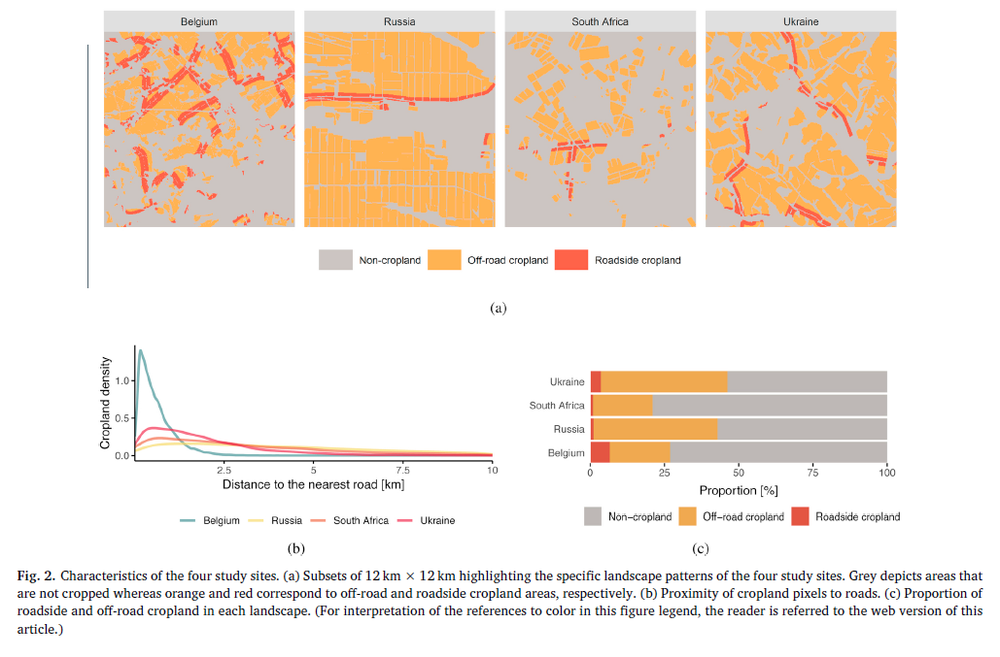 Belgium
Russia
South Africa
Ukraine
Non-cropland
Off-road cropland
Roadside cropland
(a)
Cropland density
1.0
0.5
0.0
2.5
5
7.5
10
Distance to the nearest road [km]
Belgium
Russia
South Africa
Ukraine
(b)
Ukraine
South Africa
Russia
Belgium
0
25
50
75
100
Proportion [%]
Non−cropland
Off−road cropland
Roadside cropland
(c)
Fig. 2. Characteristics of the four study sites. (a) Subsets of 12 km × 12 km highlighting the specific landscape patterns of the four study sites. Grey depicts areas that
are not cropped whereas orange and red correspond to off-road and roadside cropland areas, respectively. (b) Proximity of cropland pixels to roads. (c) Proportion of
roadside and off-road cropland in each landscape. (For interpretation of the references to color in this figure legend, the reader is referred to the web version of this
article.)